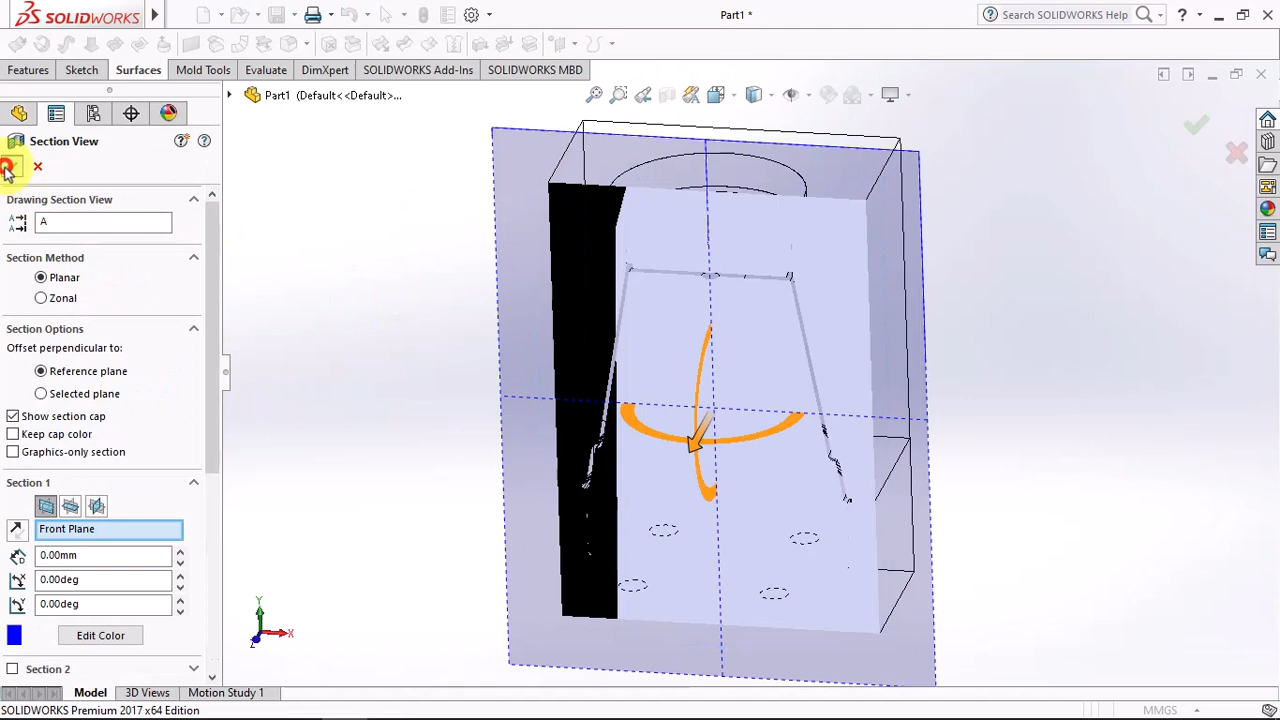 SOLIDWORKS
Part1 *
Search SOLIDWORKS Help
?
Features
Sketch
Surfaces
Mold Tools
Evaluate
DimXpert
SOLIDWORKS Add-Ins
SOLIDWORKS MBD
Part1 (Default<<Default>...
Section View
Drawing Section View
A
Section Method
Planar
Zonal
Section Options
Offset perpendicular to:
Reference plane
Selected plane
Show section cap
Keep cap color
Graphics-only section
Section 1
Front Plane
0.00mm
0.00deg
0.00deg
Edit Color
Section 2
Y
X
Z
Model
3D Views
Motion Study 1
SOLIDWORKS Premium 2017 x64 Edition
MMGS